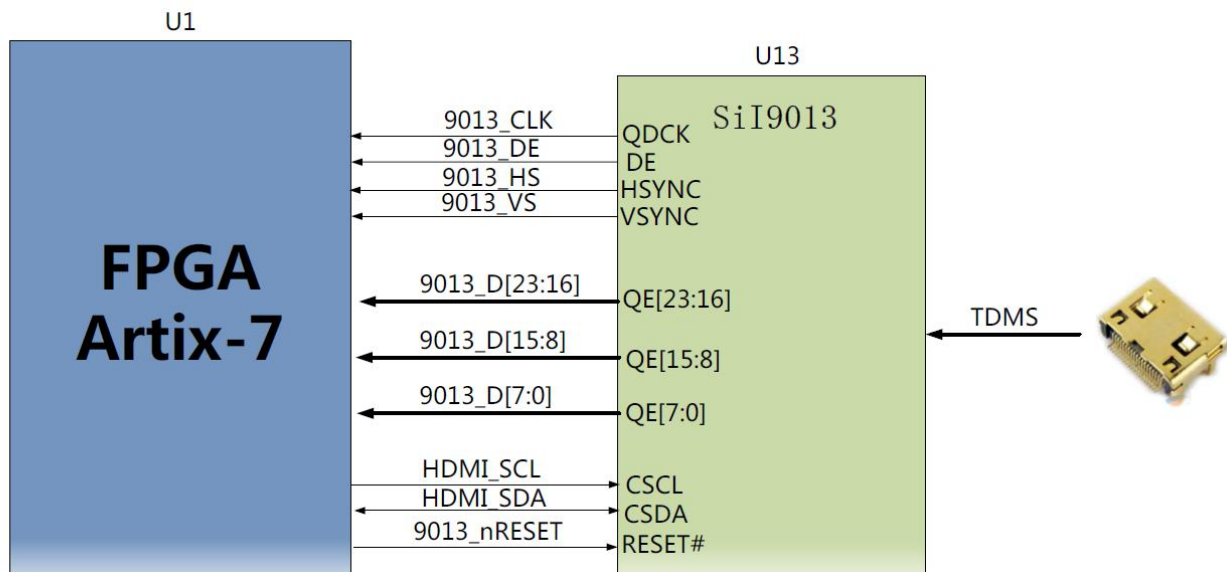 U1
U13
SiI9013
9013_CLK
QDCK
9013_DE
DE
9013_HS
HSYNC
9013_VS
VSYNC
FPGA
Artix-7
9013_D[23:16]
QE[23:16]
TDMS
9013_D[15:8]
QE[15:8]
9013_D[7:0]
QE[7:0]
HDMI_SCL
CSCL
HDMI_SDA
CSDA
9013_nRESET
RESET#